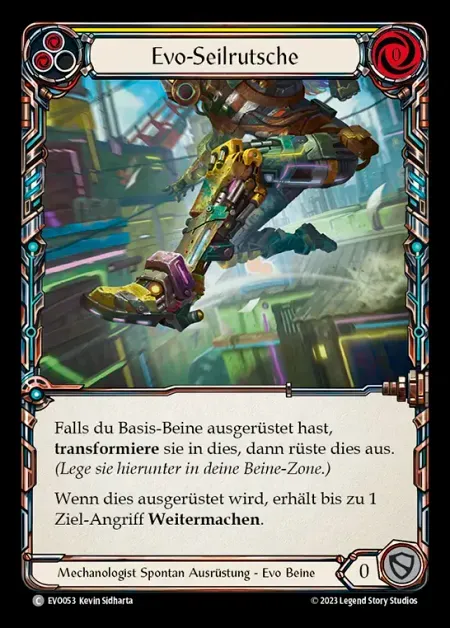 Evo-Seilrutsche
0
Falls du Basis-Beine ausgerüstet hast,
transformiere sie in dies, dann rüste dies aus.
(Lege sie hierunter in deine Beine-Zone.)
Wenn dies ausgerüstet wird, erhält bis zu 1
Ziel-Angriff Weitermachen.
Mechanologist Spontan Ausrüstung - Evo Beine
0
C EVO053 Kevin Sidharta
© 2023 Legend Story Studios